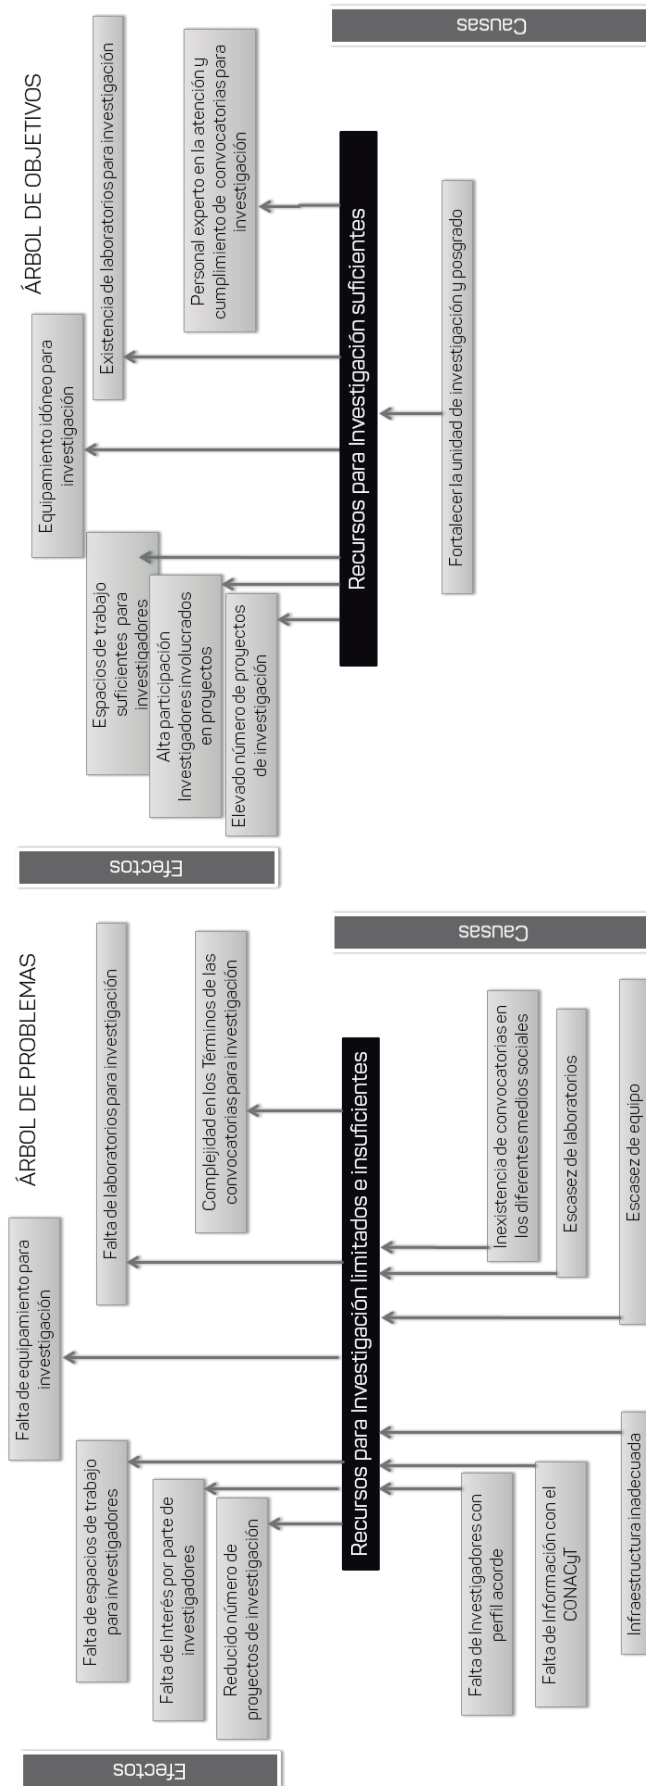 ÁRBOL DE PROBLEMAS
Efectos
Falta de equipamiento para
investigación
Falta de espacios de trabajo
para investigadores
Falta de laboratorios para investigación
Falta de Interés por parte de
investigadores
Complejidad en los Términos de las
convocatorias para investigación
Reducido número de
proyectos de investigación
Recursos para Investigación limitados e insuficientes
Causas
Falta de Investigadores con
perfil acorde
Inexistencia de convocatorias en
los diferentes medios sociales
Falta de Información con el
CONACyT
Escasez de laboratorios
Infraestructura inadecuada
Escasez de equipo
ÁRBOL DE OBJETIVOS
Efectos
Equipamiento idóneo para
investigación
Espacios de trabajo
suficientes para
investigadores
Existencia de laboratorios para investigación
Alta participación
Investigadores involucrados
en proyectos
Personal experto en la atención y
cumplimiento de convocatorias para
investigación
Elevado número de proyectos
de investigación
Recursos para Investigación suficientes
Causas
Fortalecer la unidad de investigación y posgrado